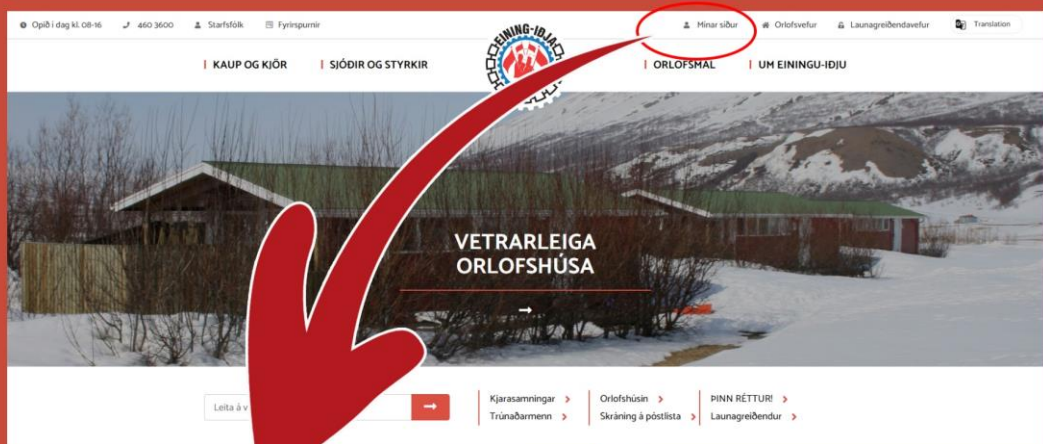 Opið í dag kl. 08-16 460 3600 Starfsfólk Fyrirspurnir Mínar síður Orlofsvefur Launagreiðendavefur Translation
EINING-IÐJA
KAUP OG KJÖR SJÓÐIR OG STYRKIR ORLOFSMÁL UM EININGU-IÐJU
VETRARLEIGA
ORLOFSHÚSA
Leita á v
Kjarasamningar Orlofshúsin ÞINN RÉTTUR!
Trúnaðarmenn Skráning á póstlista Launagreiðendur